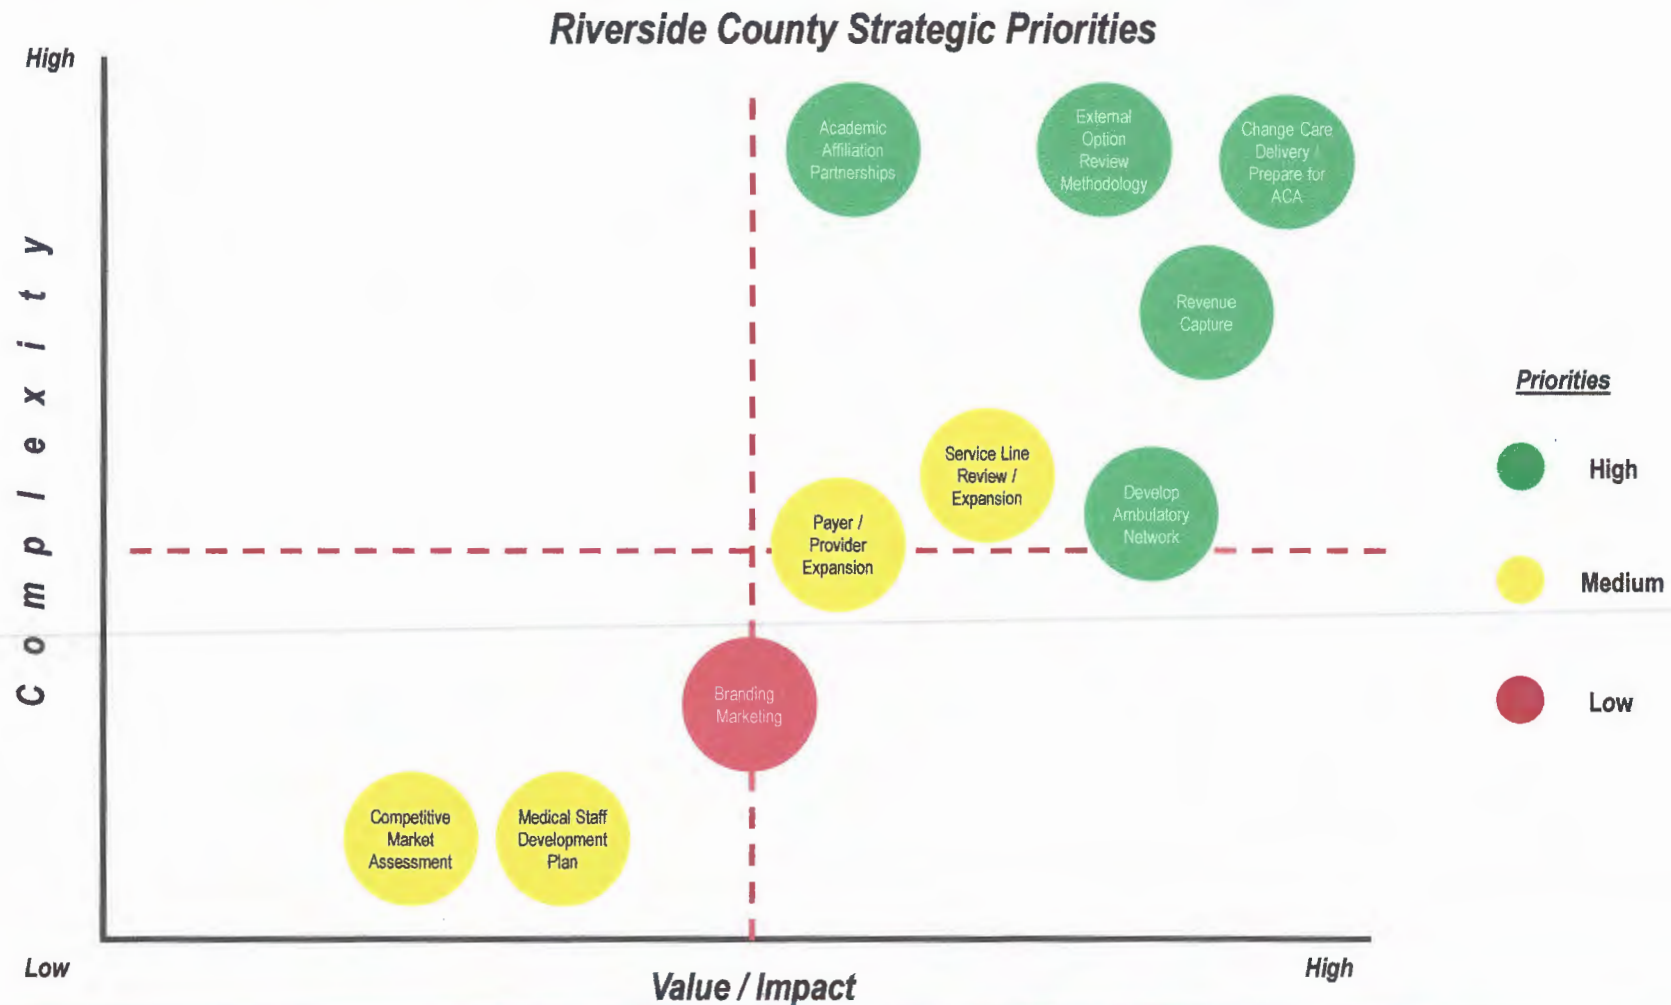 Riverside County Strategic Priorities
High
Complexity
Academic
Affiliation
Partnerships
External
Option
Review
Methodology
Change Care
Delivery /
Prepare for
ACA
Revenue
Capture
Service Line
Review /
Expansion
Payer /
Provider
Expansion
Develop
Ambulatory
Network
Branding
Marketing
Competitive
Market
Assessment
Medical Staff
Development
Plan
Priorities
High
Medium
Low
Low
Value / Impact
High